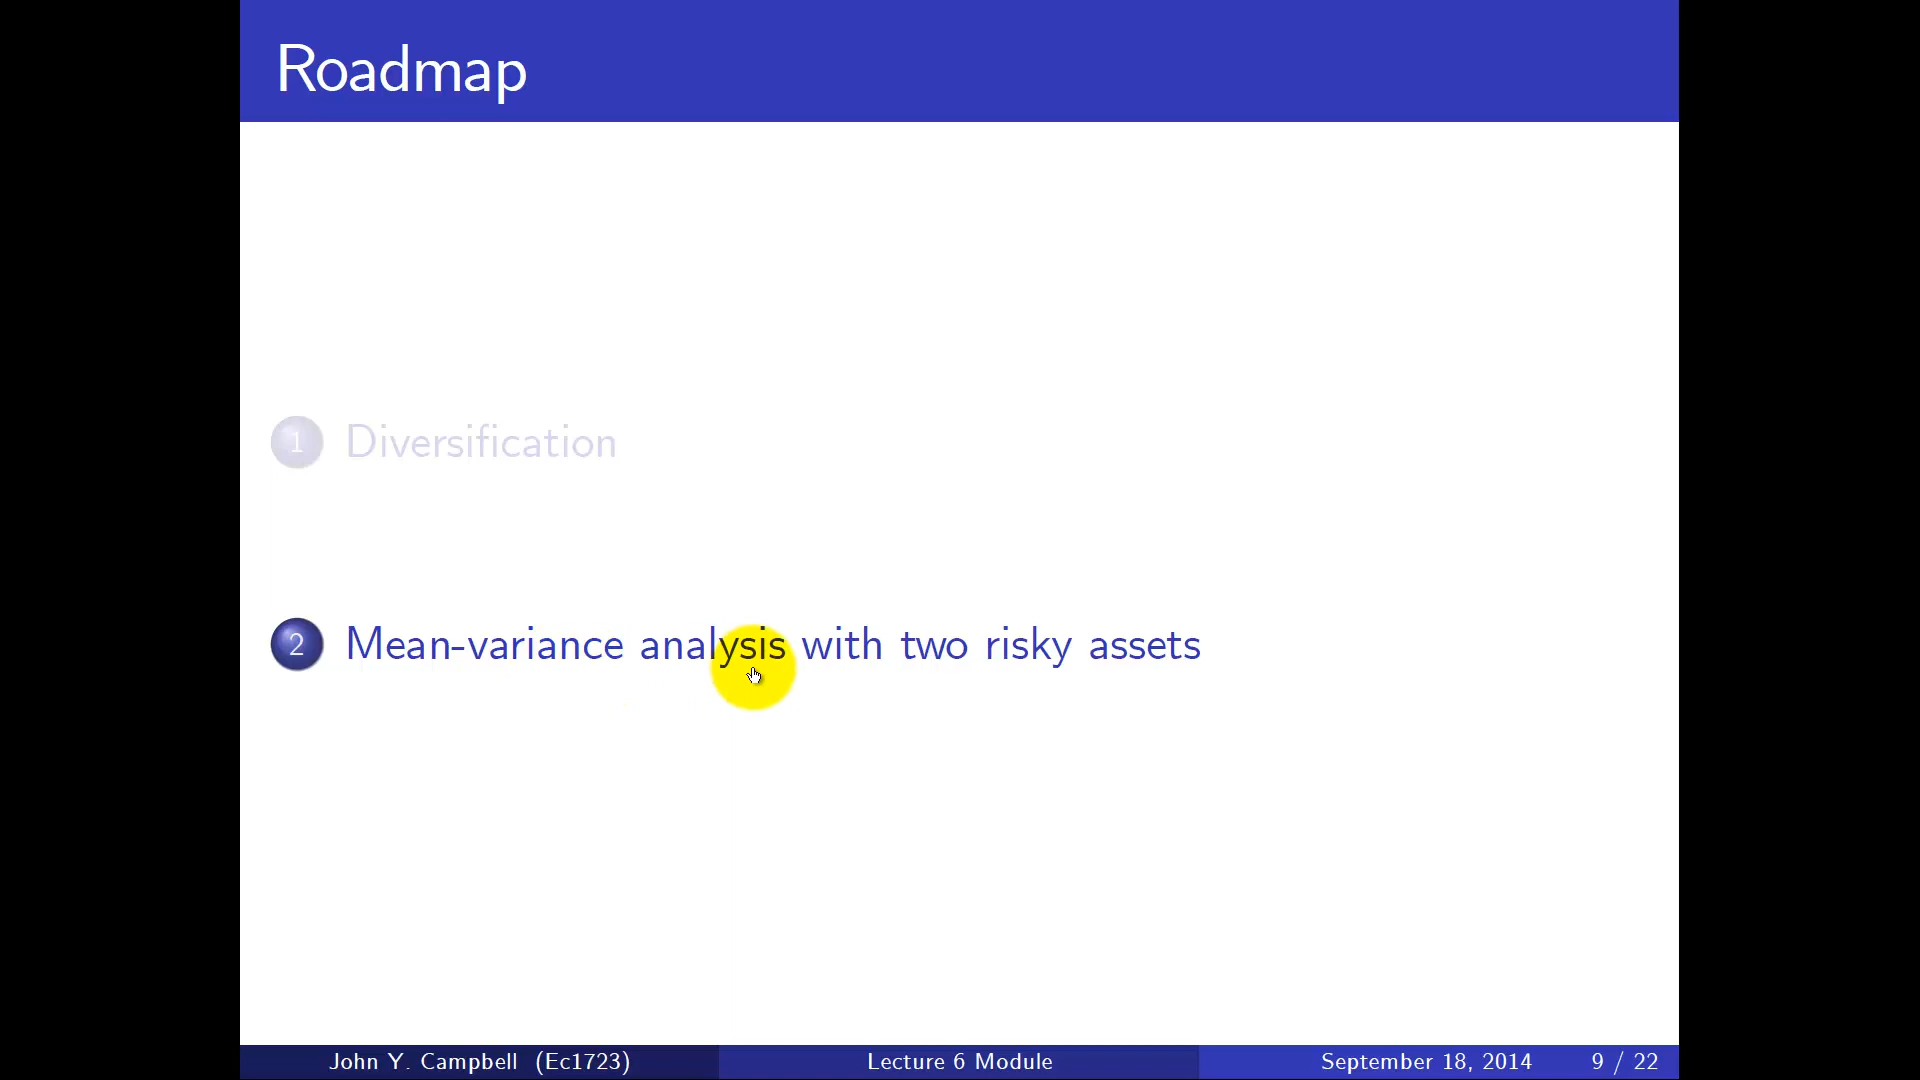 Roadmap
1 Diversification
2 Mean-variance analysis with two risky assets
John Y. Campbell (Ec1723) Lecture 6 Module September 18, 2014 9 / 22